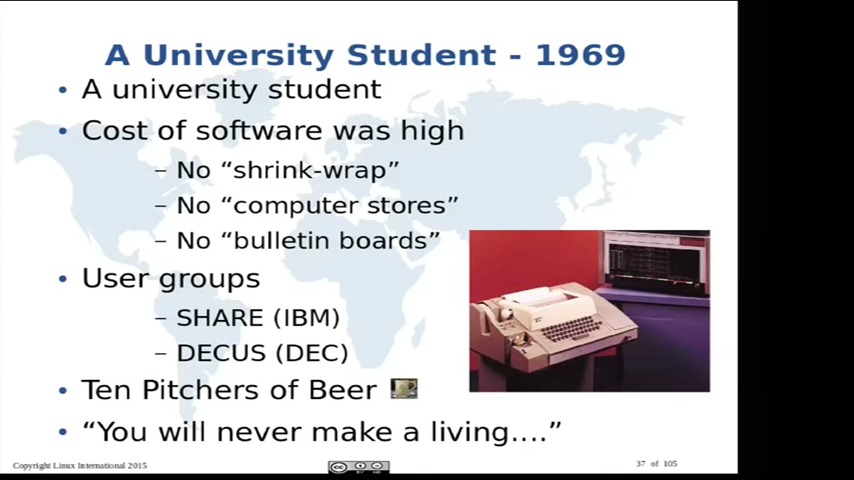 A University Student - 1969
• A university student
• Cost of software was high
– No “shrink-wrap”
– No “computer stores”
– No “bulletin boards”
• User groups
– SHARE (IBM)
– DECUS (DEC)
• Ten Pitchers of Beer
• “You will never make a living....”
Copyright Linux International 2015
37 of 105